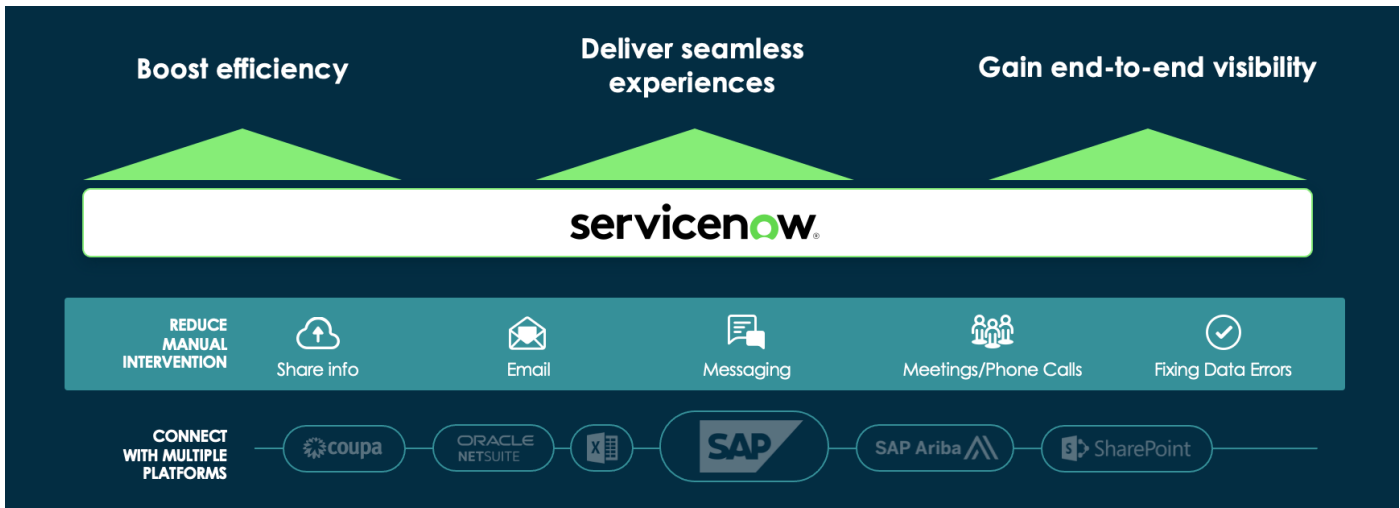 Boost efficiency
Deliver seamless
experiences
Gain end-to-end visibility
servicenow®
REDUCE
MANUAL
INTERVENTION
Share info
Email
Messaging
Meetings/Phone Calls
Fixing Data Errors
CONNECT
WITH MULTIPLE
PLATFORMS
coupa
ORACLE
NETSUITE
X
SAP
SAP Ariba
S
SharePoint